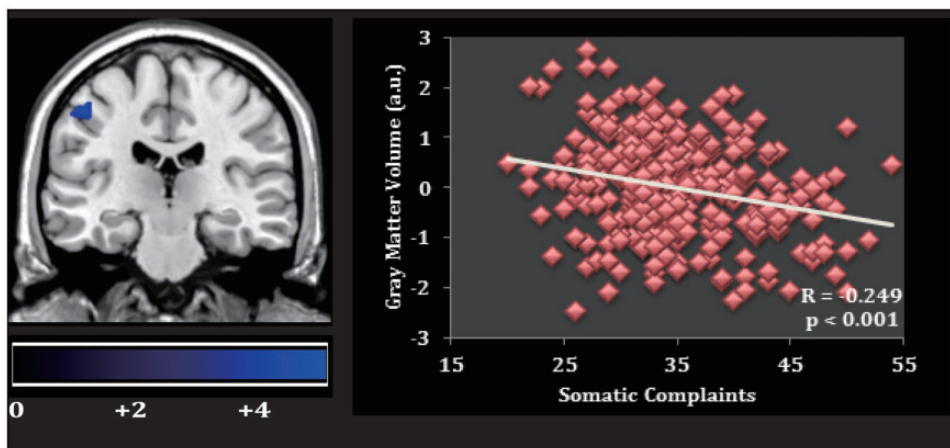 0 +2 +4
Gray Matter Volume (a.u.)
3
2
1
0
-1
-2
-3
R = -0.249
p < 0.001
15 25 35 45 55
Somatic Complaints